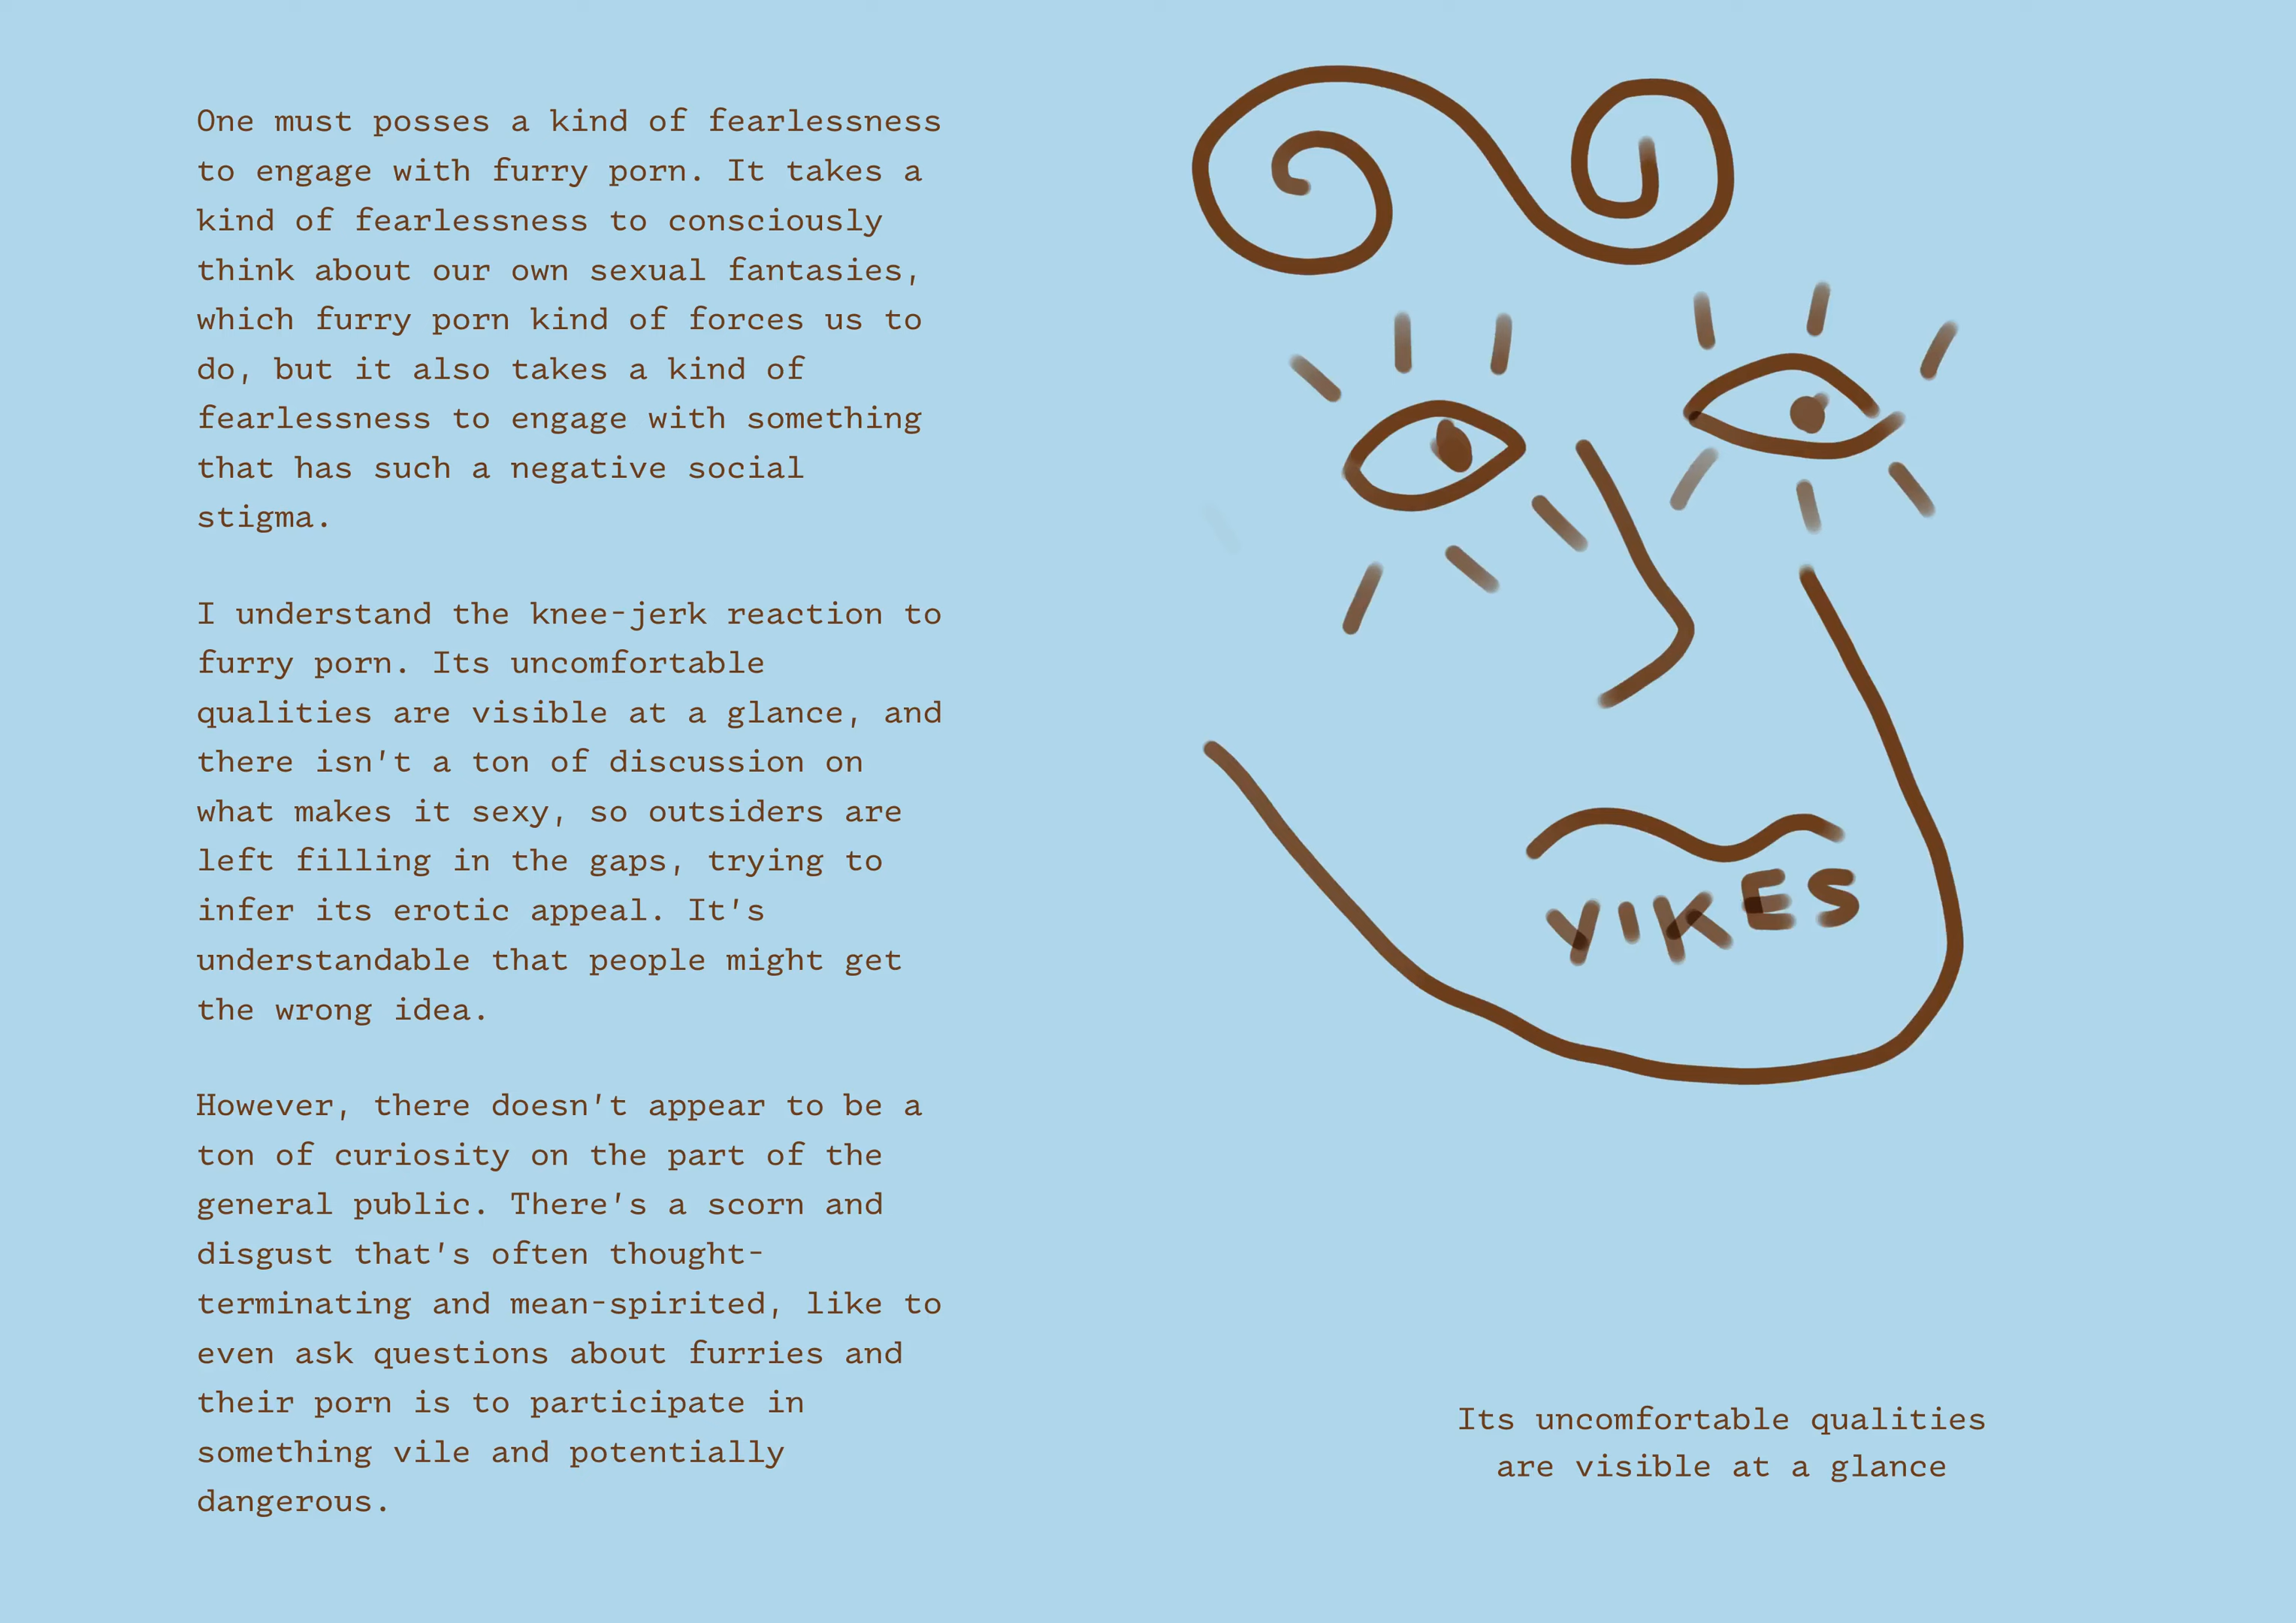 One must posses a kind of fearlessness
to engage with furry porn. It takes a
kind of fearlessness to consciously
think about our own sexual fantasies,
which furry porn kind of forces us to
do, but it also takes a kind of
fearlessness to engage with something
that has such a negative social
stigma.
I understand the knee-jerk reaction to
furry porn. Its uncomfortable
qualities are visible at a glance, and
there isn't a ton of discussion on
what makes it sexy, so outsiders are
left filling in the gaps, trying to
infer its erotic appeal. It's
understandable that people might get
the wrong idea.
However, there doesn't appear to be a
ton of curiosity on the part of the
general public. There's a scorn and
disgust that's often thought-
terminating and mean-spirited, like to
even ask questions about furries and
their porn is to participate in
something vile and potentially
dangerous.
YIKES
Its uncomfortable qualities
are visible at a glance